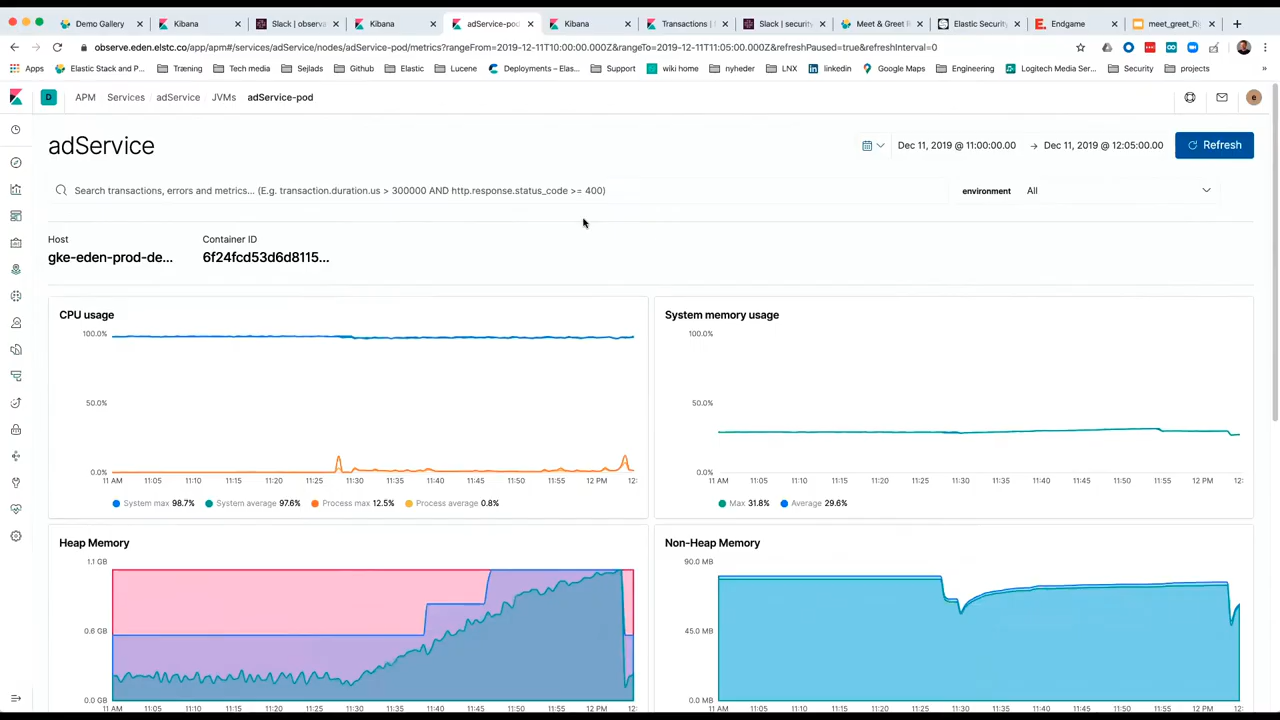 Demo Gallery
Kibana
Slack | observa
Kibana
adService-pod
Kibana
Transactions |
Slack | security
Meet & Greet R
Elastic Security
Endgame
meet_greet_Ri
observe.eden.elstc.co/app/apm#/services/adService/nodes/adService-pod/metrics?rangeFrom=2019-12-11T10:00:00.000Z&rangeTo=2019-12-11T11:05:00.000Z&refreshPaused=true&refreshInterval=0
Apps
Elastic Stack and P...
Træning
Tech media
Sejlads
Github
Elastic
Lucene
Deployments – Elas...
Support
wiki home
nyheder
LNX
linkedin
Google Maps
Engineering
Logitech Media Ser...
Security
projects
»
D
APM
Services
adService
JVMs
adService-pod
e
adService
Dec 11, 2019 @ 11:00:00.00
→
Dec 11, 2019 @ 12:05:00.00
Refresh
Search transactions, errors and metrics... (E.g. transaction.duration.us > 300000 AND http.response.status_code >= 400)
environment
All
Host
Container ID
gke-eden-prod-de...
6f24fcd53d6d8115...
CPU usage
100.0%
50.0%
0.0%
11 AM 11:05 11:10 11:15 11:20 11:25 11:30 11:35 11:40 11:45 11:50 11:55 12 PM 12:
System max 98.7% System average 97.6% Process max 12.5% Process average 0.8%
System memory usage
100.0%
50.0%
0.0%
11 AM 11:05 11:10 11:15 11:20 11:25 11:30 11:35 11:40 11:45 11:50 11:55 12 PM 12:
Max 31.8% Average 29.6%
Heap Memory
1.1 GB
0.6 GB
0.0 GB
11 AM 11:05 11:10 11:15 11:20 11:25 11:30 11:35 11:40 11:45 11:50 11:55 12 PM 12:
Non-Heap Memory
90.0 MB
45.0 MB
0.0 MB
11 AM 11:05 11:10 11:15 11:20 11:25 11:30 11:35 11:40 11:45 11:50 11:55 12 PM 12: